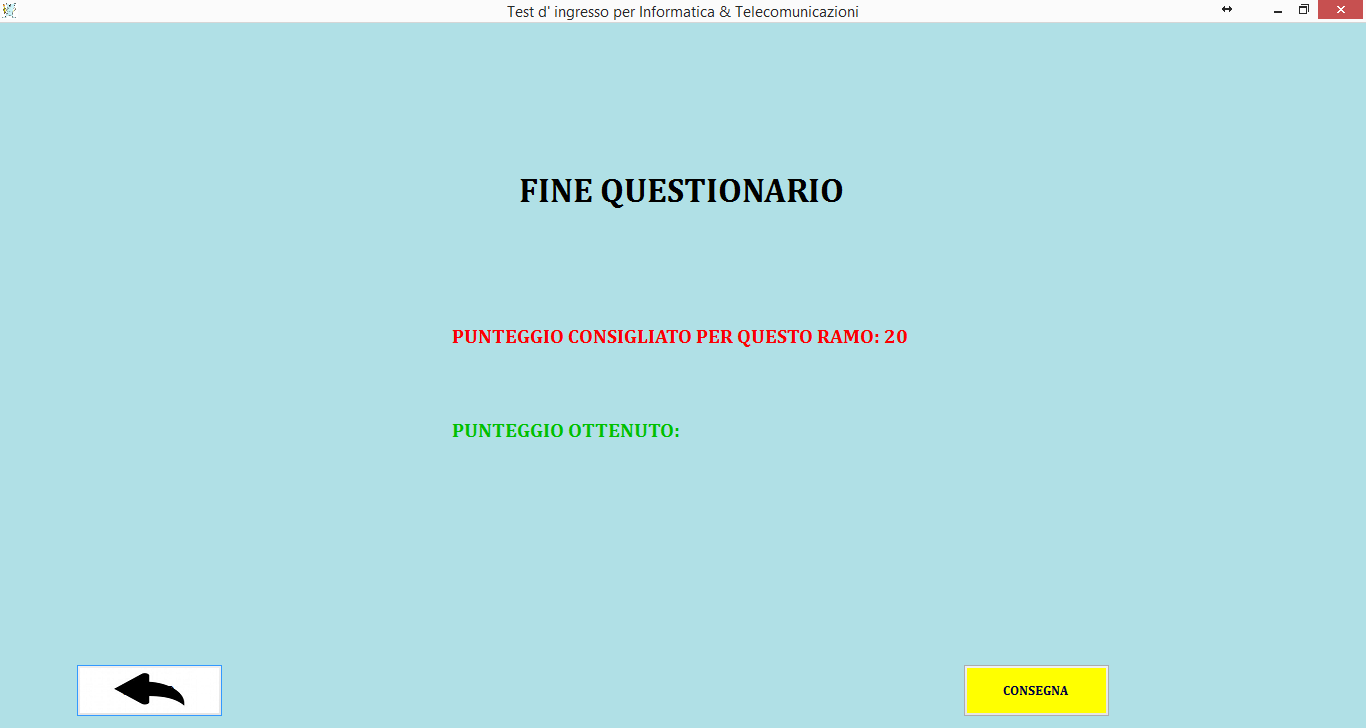 Test d' ingresso per Informatica & Telecomunicazioni
FINE QUESTIONARIO
PUNTEGGIO CONSIGLIATO PER QUESTO RAMO: 20
PUNTEGGIO OTTENUTO:
CONSEGNA